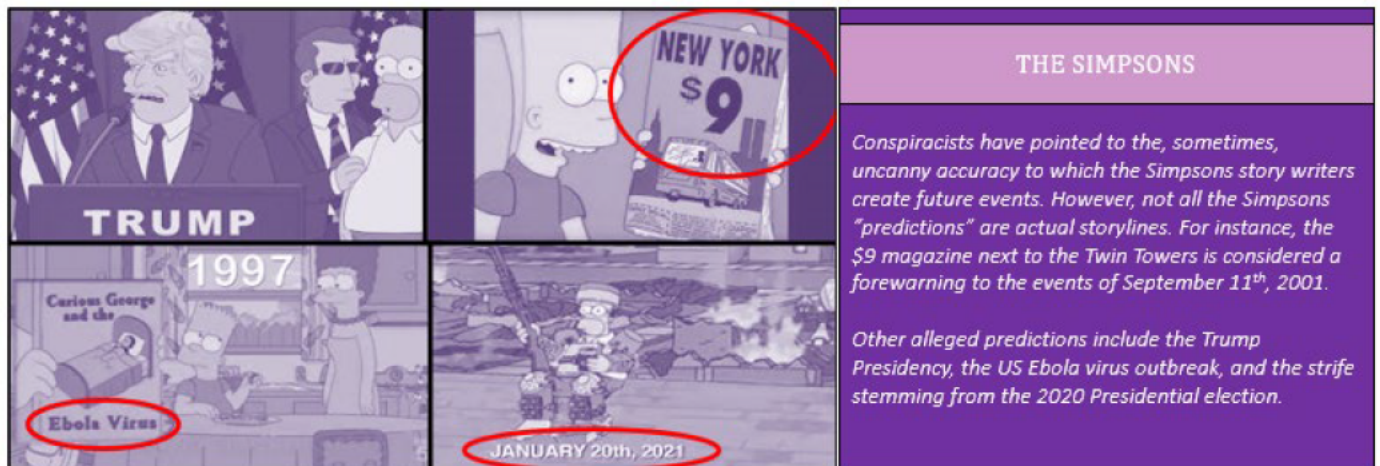 TRUMP
NEW YORK
$9
1997
Curious George
and the
Ebola Virus
JANUARY 20th, 2021
THE SIMPSONS
Conspiracists have pointed to the, sometimes,
uncanny accuracy to which the Simpsons story writers
create future events. However, not all the Simpsons
"predictions" are actual storylines. For instance, the
$9 magazine next to the Twin Towers is considered a
forewarning to the events of September 11th, 2001.
Other alleged predictions include the Trump
Presidency, the US Ebola virus outbreak, and the strife
stemming from the 2020 Presidential election.